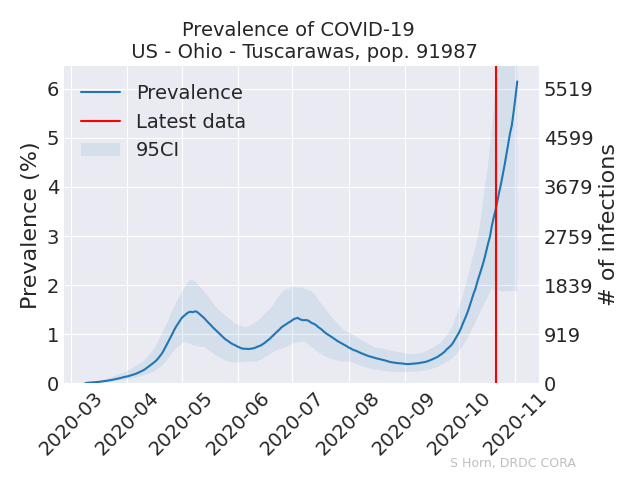 Prevalence of COVID-19
US - Ohio - Tuscarawas, pop. 91987
Prevalence
Latest data
95CI
Prevalence (%)
6
5
4
3
2
1
0
5519
4599
3679
2759
1839
919
0
# of infections
2020-03
2020-04
2020-05
2020-06
2020-07
2020-08
2020-09
2020-10
2020-11
S Horn, DRDC CORA